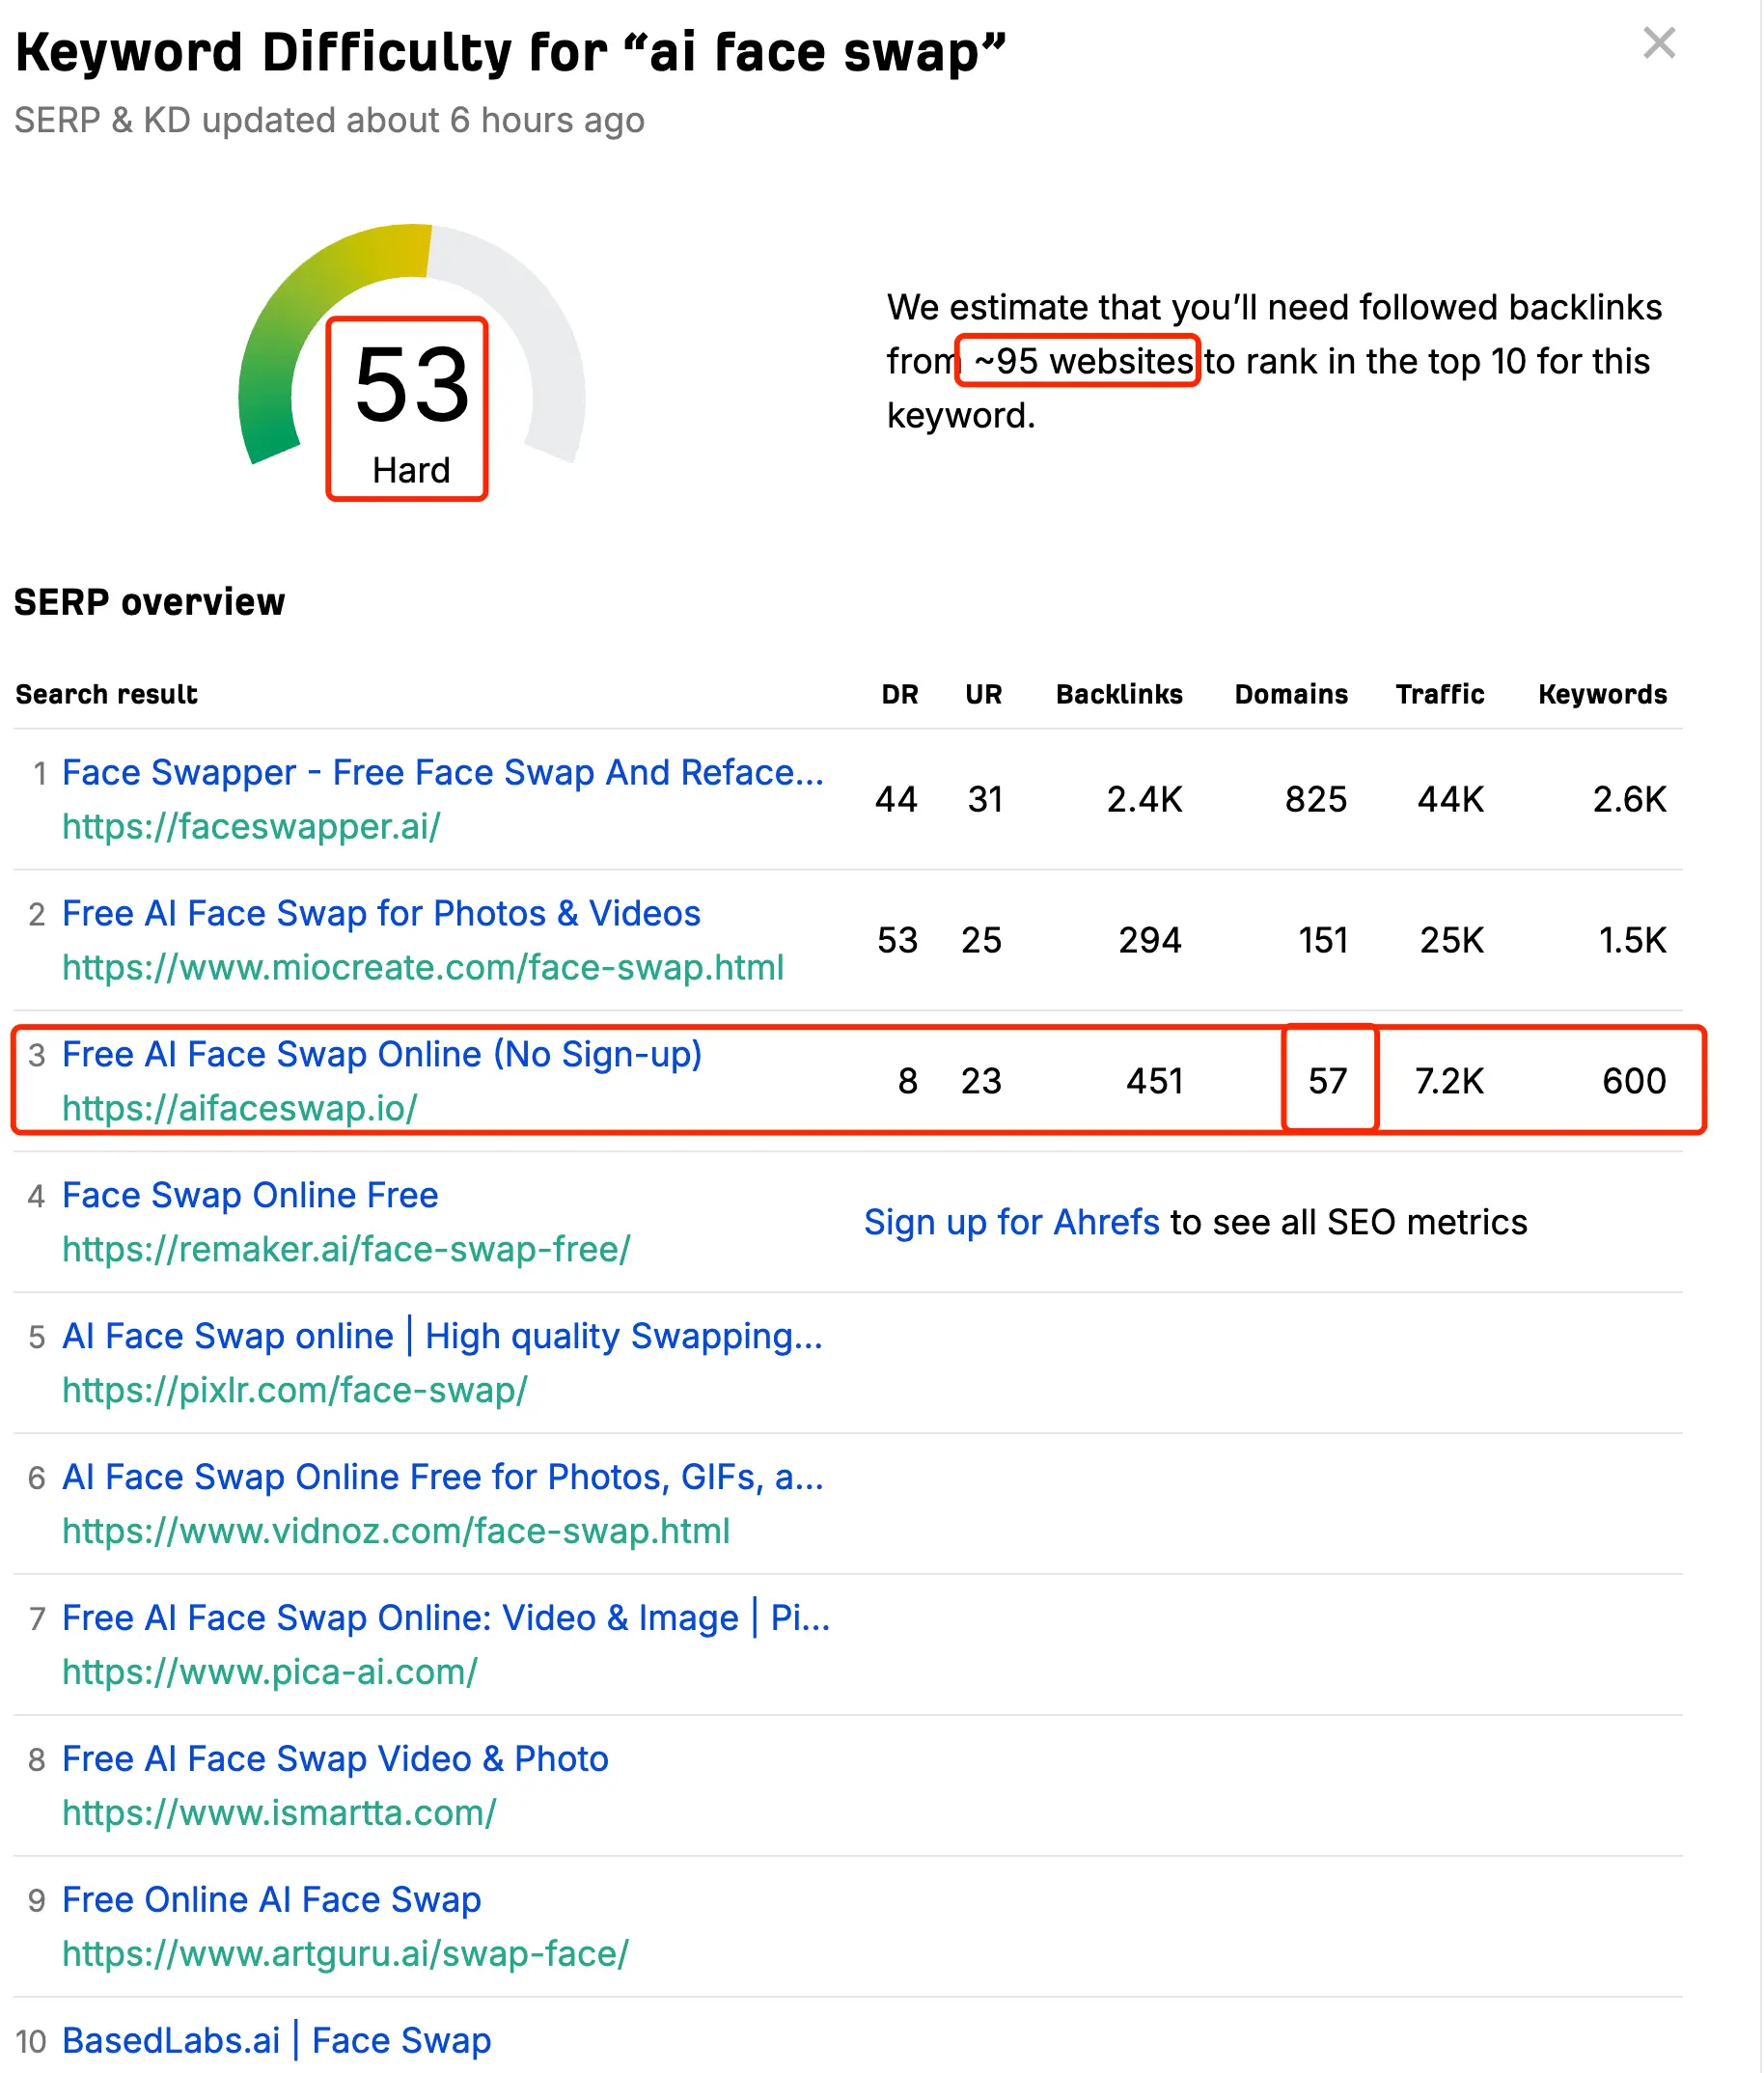 Keyword Difficulty for “ai face swap”
SERP & KD updated about 6 hours ago
53
Hard
We estimate that you’ll need followed backlinks
from ~95 websites to rank in the top 10 for this
keyword.
SERP overview
Search result DR UR Backlinks Domains Traffic Keywords
1 Face Swapper - Free Face Swap And Reface...
https://faceswapper.ai/
44 31 2.4K 825 44K 2.6K
2 Free AI Face Swap for Photos & Videos
https://www.miocreate.com/face-swap.html
53 25 294 151 25K 1.5K
3 Free AI Face Swap Online (No Sign-up)
https://aifaceswap.io/
8 23 451 57 7.2K 600
4 Face Swap Online Free
https://remaker.ai/face-swap-free/
Sign up for Ahrefs to see all SEO metrics
5 AI Face Swap online | High quality Swapping...
https://pixlr.com/face-swap/
6 AI Face Swap Online Free for Photos, GIFs, a...
https://www.vidnoz.com/face-swap.html
7 Free AI Face Swap Online: Video & Image | Pi...
https://www.pica-ai.com/
8 Free AI Face Swap Video & Photo
https://www.ismartta.com/
9 Free Online AI Face Swap
https://www.artguru.ai/swap-face/
10 BasedLabs.ai | Face Swap